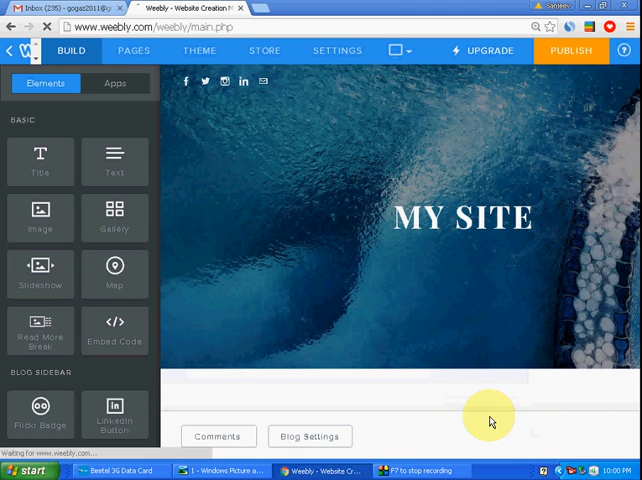 Inbox (235) - gogasz2011@g
Weebly - Website Creation M
Sanjeev
www.weebly.com/weebly/main.php
BUILD
PAGES
THEME
STORE
SETTINGS
UPGRADE
PUBLISH
Elements
Apps
BASIC
Title
Text
Image
Gallery
Slideshow
Map
Read More
Break
Embed Code
BLOG SIDEBAR
Flickr Badge
LinkedIn
Button
MY SITE
Comments
Blog Settings
Waiting for www.weebly.com...
start
Beetel 3G Data Card
1 - Windows Picture a...
Weebly - Website Cr...
F7 to stop recording
10:00 PM